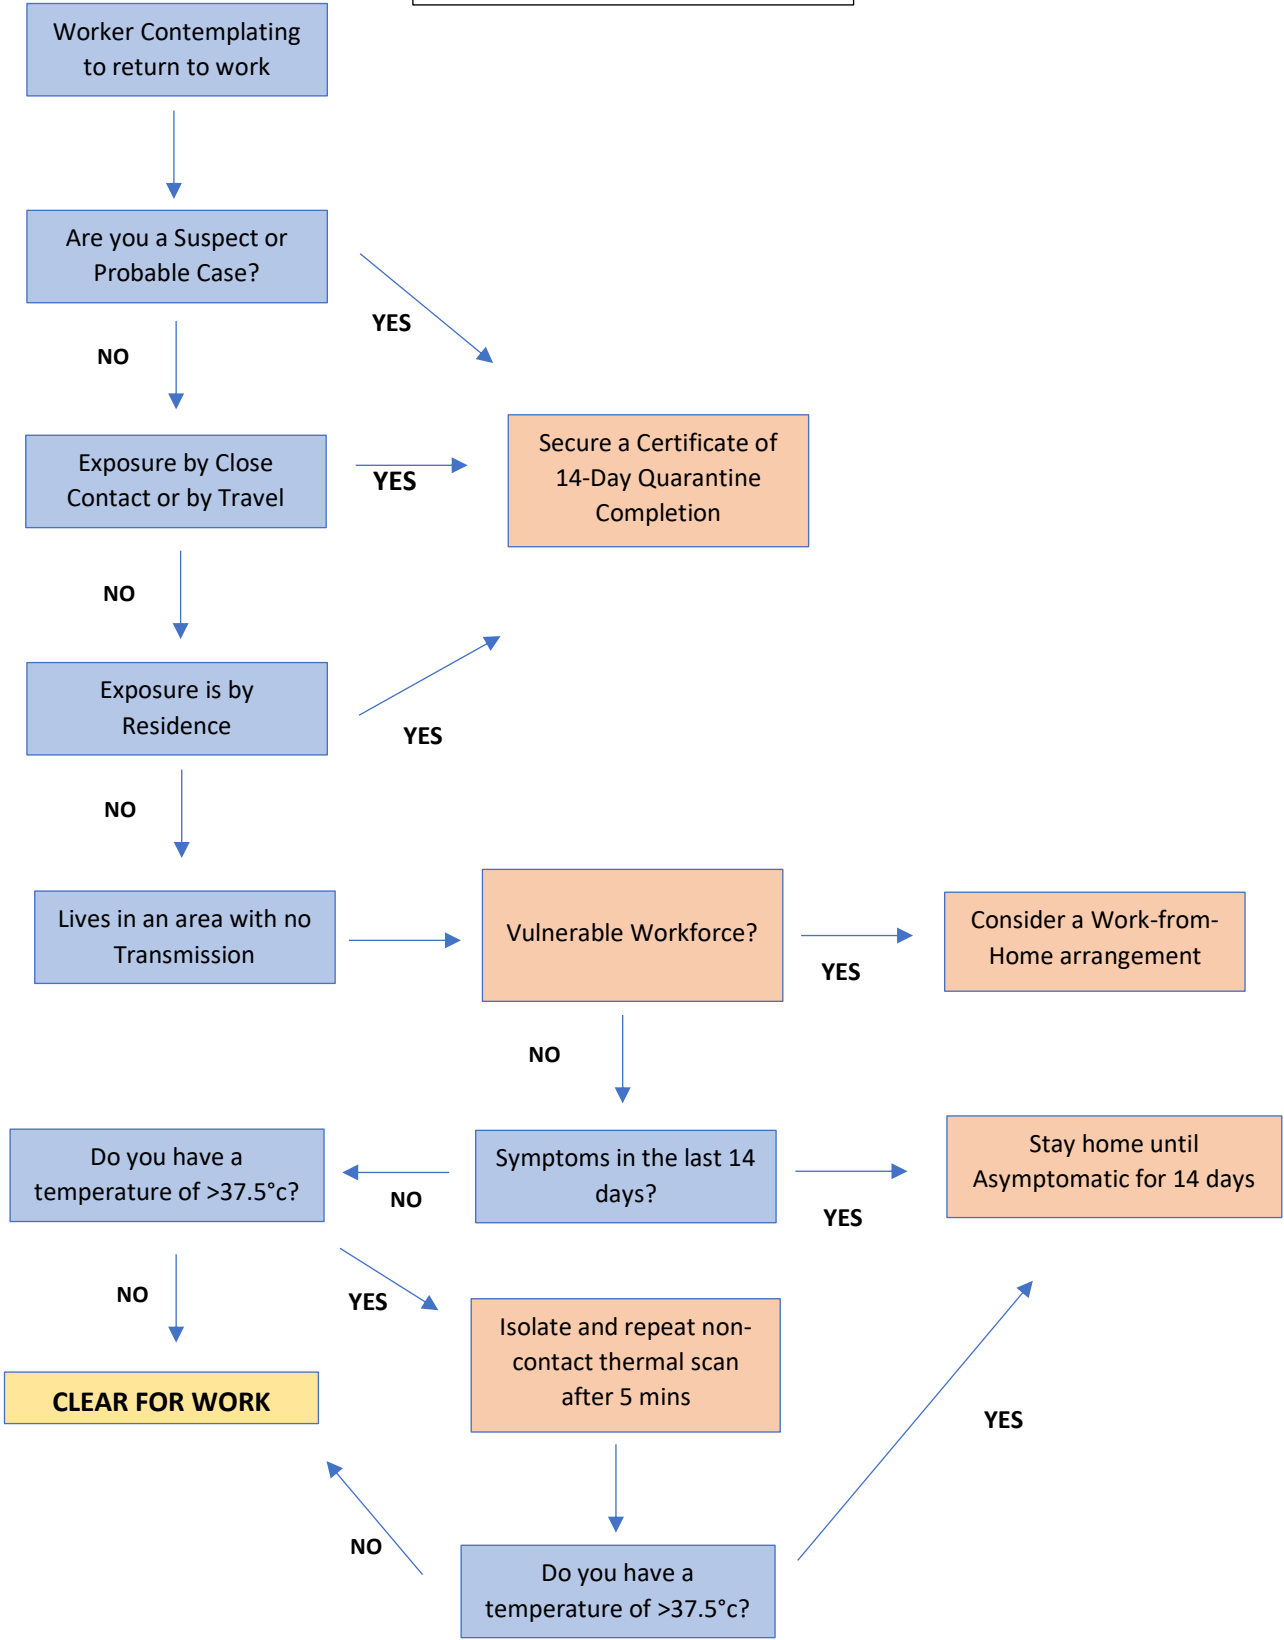 Worker Contemplating
to return to work
Are you a Suspect or
Probable Case?
YES
NO
Exposure by Close
Contact or by Travel
YES
Secure a Certificate of
14-Day Quarantine
Completion
NO
Exposure is by
Residence
YES
NO
Lives in an area with no
Transmission
Vulnerable Workforce?
YES
Consider a Work-from-
Home arrangement
NO
Do you have a
temperature of >37.5°c?
NO
Symptoms in the last 14
days?
YES
Stay home until
Asymptomatic for 14 days
NO
YES
Isolate and repeat non-
contact thermal scan
after 5 mins
CLEAR FOR WORK
YES
NO
Do you have a
temperature of >37.5°c?